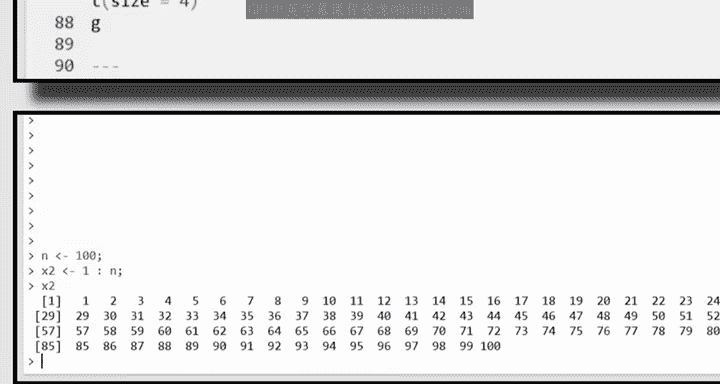 t(size = 4)
88 g
89
90 ---
>
>
>
>
>
>
>
>
>
> n <- 100;
> x2 <- 1 : n;
> x2
[1] 1 2 3 4 5 6 7 8 9 10 11 12 13 14 15 16 17 18 19 20 21 22 23 24
[29] 29 30 31 32 33 34 35 36 37 38 39 40 41 42 43 44 45 46 47 48 49 50 51 52
[57] 57 58 59 60 61 62 63 64 65 66 67 68 69 70 71 72 73 74 75 76 77 78 79 80
[85] 85 86 87 88 89 90 91 92 93 94 95 96 97 98 99 100
>